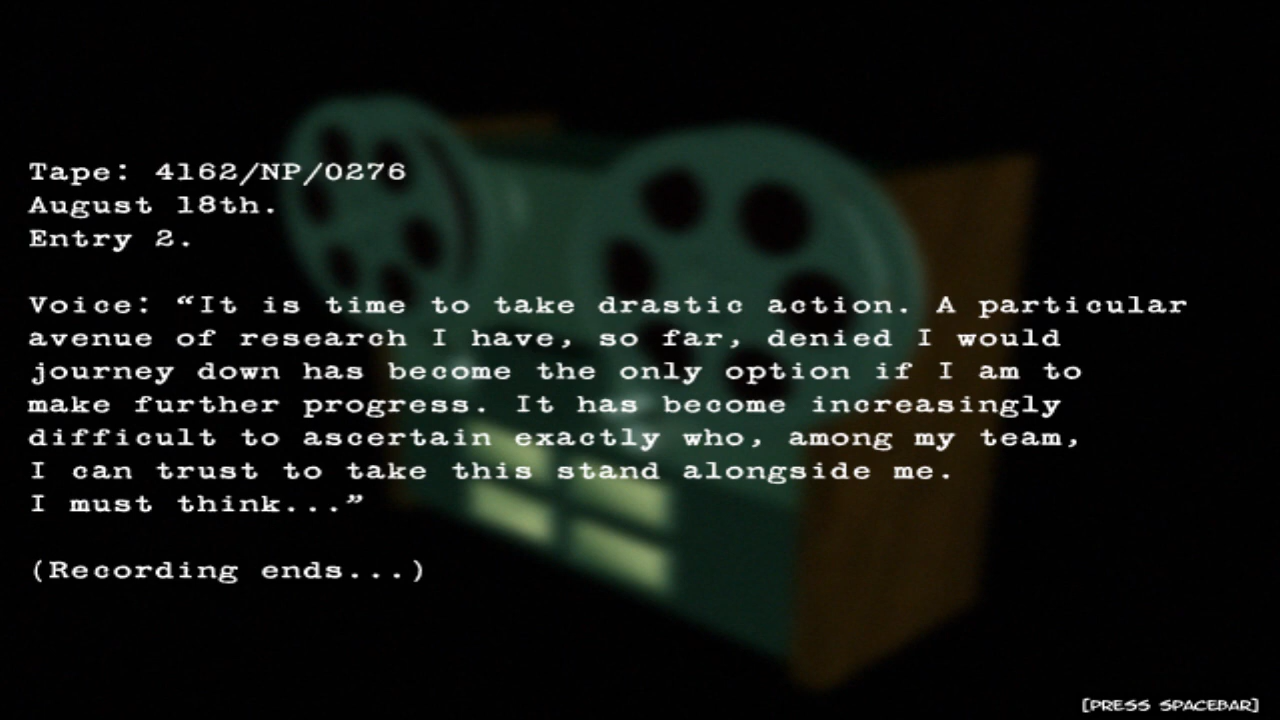 Tape: 4162/NP/0276
August 18th.
Entry 2.
Voice: “It is time to take drastic action. A particular
avenue of research I have, so far, denied I would
journey down has become the only option if I am to
make further progress. It has become increasingly
difficult to ascertain exactly who, among my team,
I can trust to take this stand alongside me.
I must think...”
(Recording ends...)
[PRESS SPACEBAR]